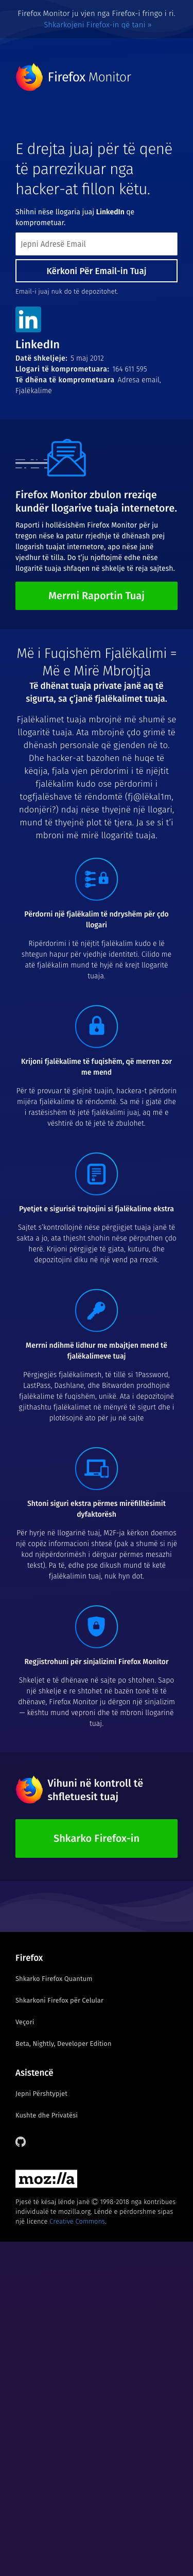 Firefox Monitor ju vjen nga Firefox-i fringo i ri.
Shkarkojeni Firefox-in që tani »
Firefox Monitor
E drejta juaj për të qenë
të parrezikuar nga
hacker-at fillon këtu.
Shihni nëse llogaria juaj LinkedIn qe
komprometuar.
Jepni Adresë Email
Kërkoni Për Email-in Tuaj
Email-i juaj nuk do të depozitohet.
LinkedIn
Datë shkeljeje: 5 maj 2012
Llogari të komprometuara: 164 611 595
Të dhëna të komprometuara Adresa email,
Fjalëkalime
Firefox Monitor zbulon rreziqe
kundër llogarive tuaja internetore.
Raporti i hollësishëm Firefox Monitor për ju
tregon nëse ka patur rrjedhje të dhënash prej
llogarish tuajat internetore, apo nëse janë
vjedhur të tilla. Do t'ju njoftojmë edhe nëse
llogaritë tuaja shfaqen në shkelje të reja sajtesh.
Merrni Raportin Tuaj
Më i Fuqishëm Fjalëkalimi =
Më e Mirë Mbrojtja
Të dhënat tuaja private janë aq të
sigurta, sa ç'janë fjalëkalimet tuaja.
Fjalëkalimet tuaja mbrojnë më shumë se
llogaritë tuaja. Ata mbrojnë çdo grimë të
dhënash personale që gjenden në to.
Dhe hacker-at bazohen në huqe të
këqija, fjala vjen përdorimi i të njëjtit
fjalëkalim kudo ose përdorimi i
togfjalëshave të rëndomtë (fj@lëkal1m,
ndonjëri?) ndaj nëse thyejnë një llogari,
mund të thyejnë plot të tjera. Ja se si t'i
mbroni më mirë llogaritë tuaja.
Përdorni një fjalëkalim të ndryshëm për çdo
llogari
Ripërdorimi i të njëjtit fjalëkalim kudo e lë
shtegun hapur për vjedhje identiteti. Cilido me
atë fjalëkalim mund të hyjë në krejt llogaritë
tuaja.
Krijoni fjalëkalime të fuqishëm, që merren zor
me mend
Për të provuar të gjejnë tuajin, hackera-t përdorin
mijëra fjalëkalime të rëndomtë. Sa më i gjatë dhe
i rastësishëm të jetë fjalëkalimi juaj, aq më e
vështirë do të jetë të zbulohet.
Pyetjet e sigurisë trajtojini si fjalëkalime ekstra
Sajtet s'kontrollojnë nëse përgjigjet tuaja janë të
sakta a jo, ata thjesht shohin nëse përputhen çdo
herë. Krijoni përgjigje të gjata, kuturu, dhe
depozitojini diku në një vend pa rrezik.
Merrni ndihmë lidhur me mbajtjen mend të
fjalëkalimeve tuaj
Përgjegjës fjalëkalimesh, të tillë si 1Password,
LastPass, Dashlane, dhe Bitwarden prodhojnë
fjalëkalime të fuqishëm, unikë. Ata i depozitojnë
gjithashtu fjalëkalimet në mënyrë të sigurt dhe i
plotësojnë ato për ju në sajte
Shtoni siguri ekstra përmes mirëfilltësimit
dyfaktorësh
Për hyrje në llogarinë tuaj, M2F-ja kërkon doemos
një copëz informacioni shtesë (pak a shumë si një
kod njëpërdorimësh i dërguar përmes mesazhi
tekst). Pa të, edhe pse dikush mund të ketë
fjalëkalimin tuaj, nuk hyn dot.
Regjistrohuni për sinjalizimi Firefox Monitor
Shkeljet e të dhënave në sajte po shtohen. Sapo
një shkelje e re shtohet në bazën tonë të të
dhënave, Firefox Monitor ju dërgon një sinjalizim
— kështu mund veproni dhe të mbroni llogarinë
tuaj.
Vihuni në kontroll të
shfletuesit tuaj
Shkarko Firefox-in
Firefox
Shkarko Firefox Quantum
Shkarkoni Firefox për Celular
Veçori
Beta, Nightly, Developer Edition
Asistencë
Jepni Përshtypjet
Kushte dhe Privatësi
moz://a
Pjesë të kësaj lënde janë © 1998-2018 nga kontribues
individualë te mozilla.org. Lëndë e përdorshme sipas
një licence Creative Commons.